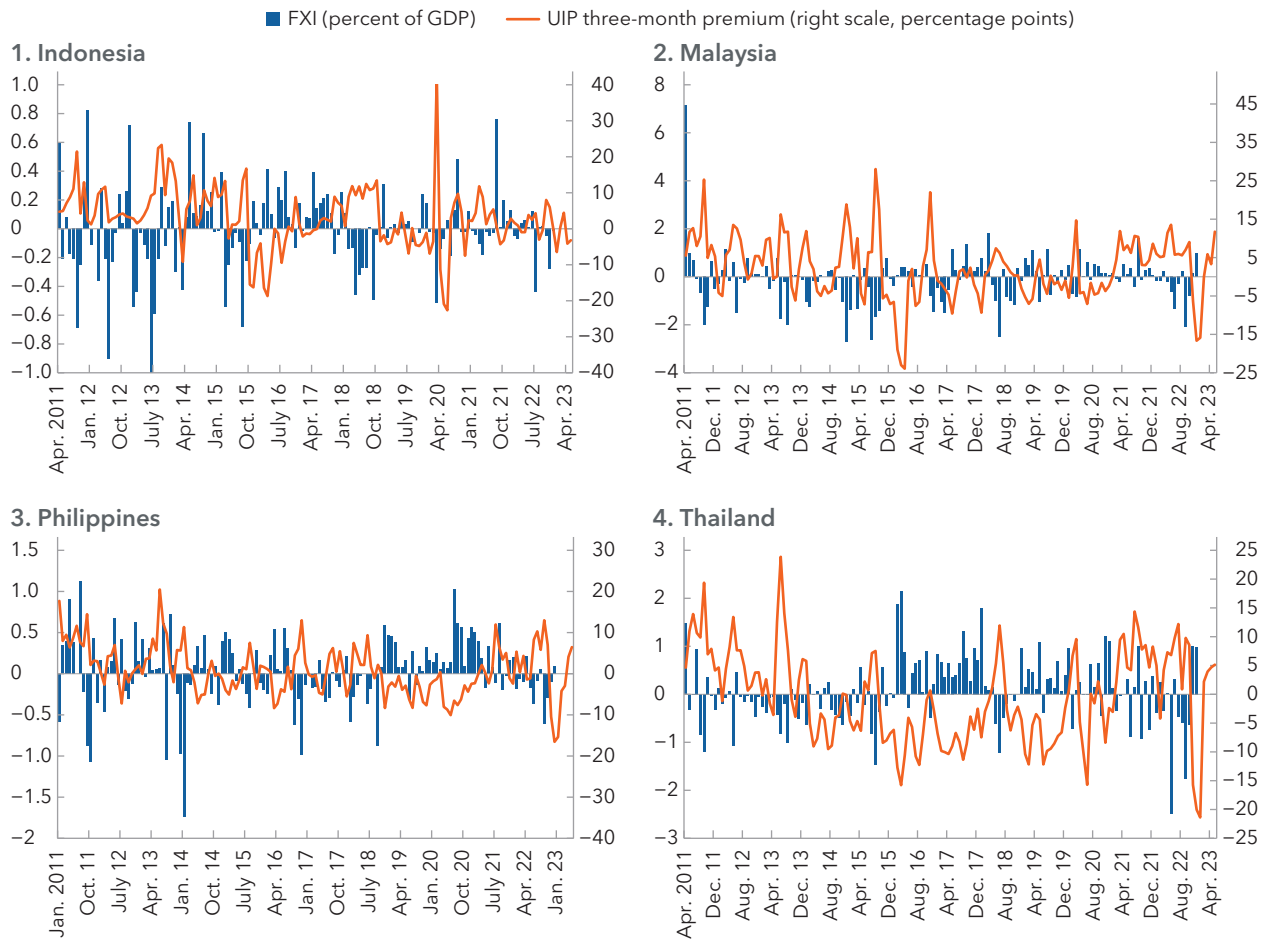 FXI (percent of GDP) UIP three-month premium (right scale, percentage points)
1. Indonesia
1.0
0.8
0.6
0.4
0.2
0
−0.2
−0.4
−0.6
−0.8
−1.0
40
30
20
10
0
−10
−20
−30
−40
Apr. 2011
Jan. 12
Oct. 12
July 13
Apr. 14
Jan. 15
Oct. 15
July 16
Apr. 17
Jan. 18
Oct. 18
July 19
Apr. 20
Jan. 21
Oct. 21
July 22
Apr. 23
2. Malaysia
8
6
4
2
0
−2
−4
45
35
25
15
5
−5
−15
−25
Apr. 2011
Dec. 11
Aug. 12
Apr. 13
Dec. 13
Aug. 14
Apr. 15
Dec. 15
Aug. 16
Apr. 17
Dec. 17
Aug. 18
Apr. 19
Dec. 19
Aug. 20
Apr. 21
Dec. 21
Aug. 22
Apr. 23
3. Philippines
1.5
1.0
0.5
0
−0.5
−1.0
−1.5
−2
30
20
10
0
−10
−20
−30
−40
Jan. 2011
Oct. 11
July 12
Apr. 13
Jan. 14
Oct. 14
July 15
Apr. 16
Jan. 17
Oct. 17
July 18
Apr. 19
Jan. 20
Oct. 20
July 21
Apr. 22
Jan. 23
4. Thailand
3
2
1
0
−1
−2
−3
25
20
15
10
5
0
−5
−10
−15
−20
−25
Apr. 2011
Dec. 11
Aug. 12
Apr. 13
Dec. 13
Aug. 14
Apr. 15
Dec. 15
Aug. 16
Apr. 17
Dec. 17
Aug. 18
Apr. 19
Dec. 19
Aug. 20
Apr. 21
Dec. 21
Aug. 22
Apr. 23